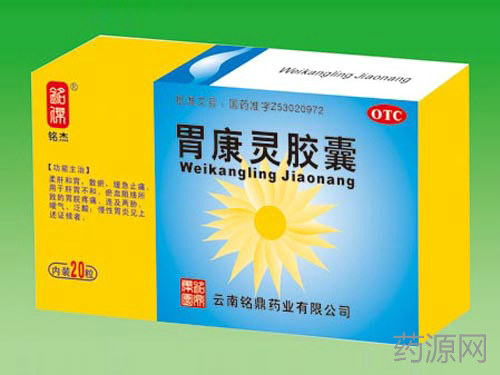 銘傑®
铭杰
【功能主治】
柔肝和胃，散瘀，缓急止痛，
用于肝胃不和、瘀血阻络所
致的胃脘疼痛、连及两胁、
嗳气、泛酸；慢性胃炎见上
述证候者。
内装20粒
Weikangling Jiaonang
批准文号：国药准字Z53020972
OTC
胃康灵胶囊
Weikangling Jiaonang
云南铭鼎药业有限公司
药源网